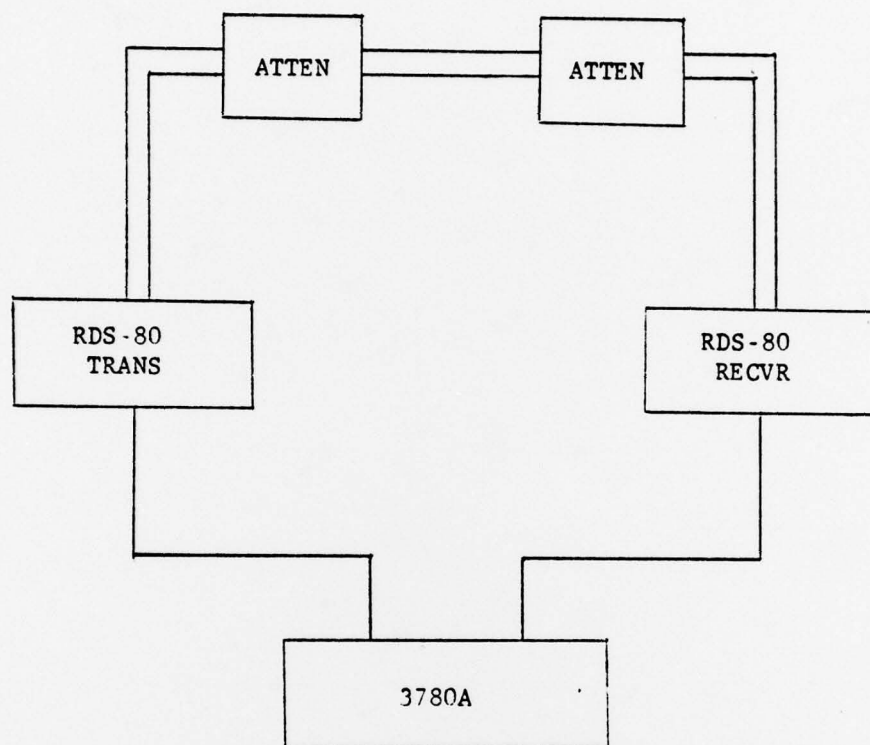 ATTEN
ATTEN
RDS-80
TRANS
RDS-80
RECVR
3780A